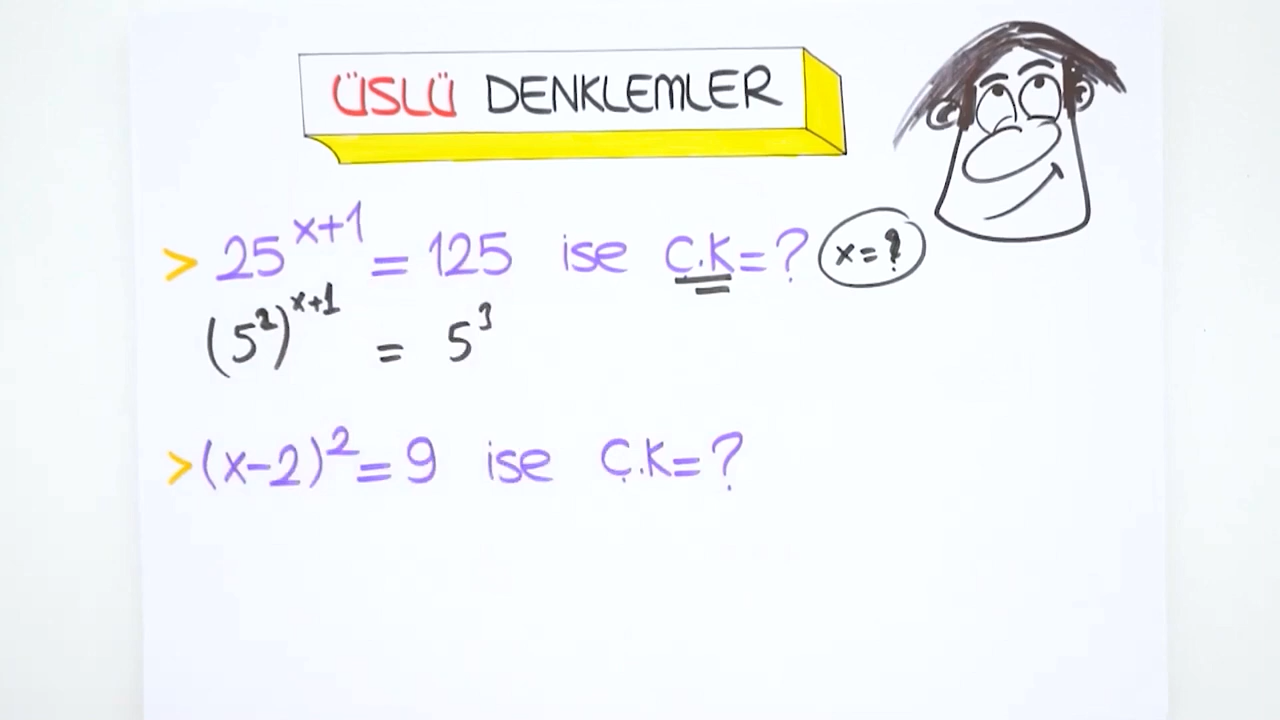 ÜSLÜ DENKLEMLER
> 25^(x+1) = 125 ise Ç.K=? x=?
(5²)^(x+1) = 5³
> (x-2)² = 9 ise Ç.K=?